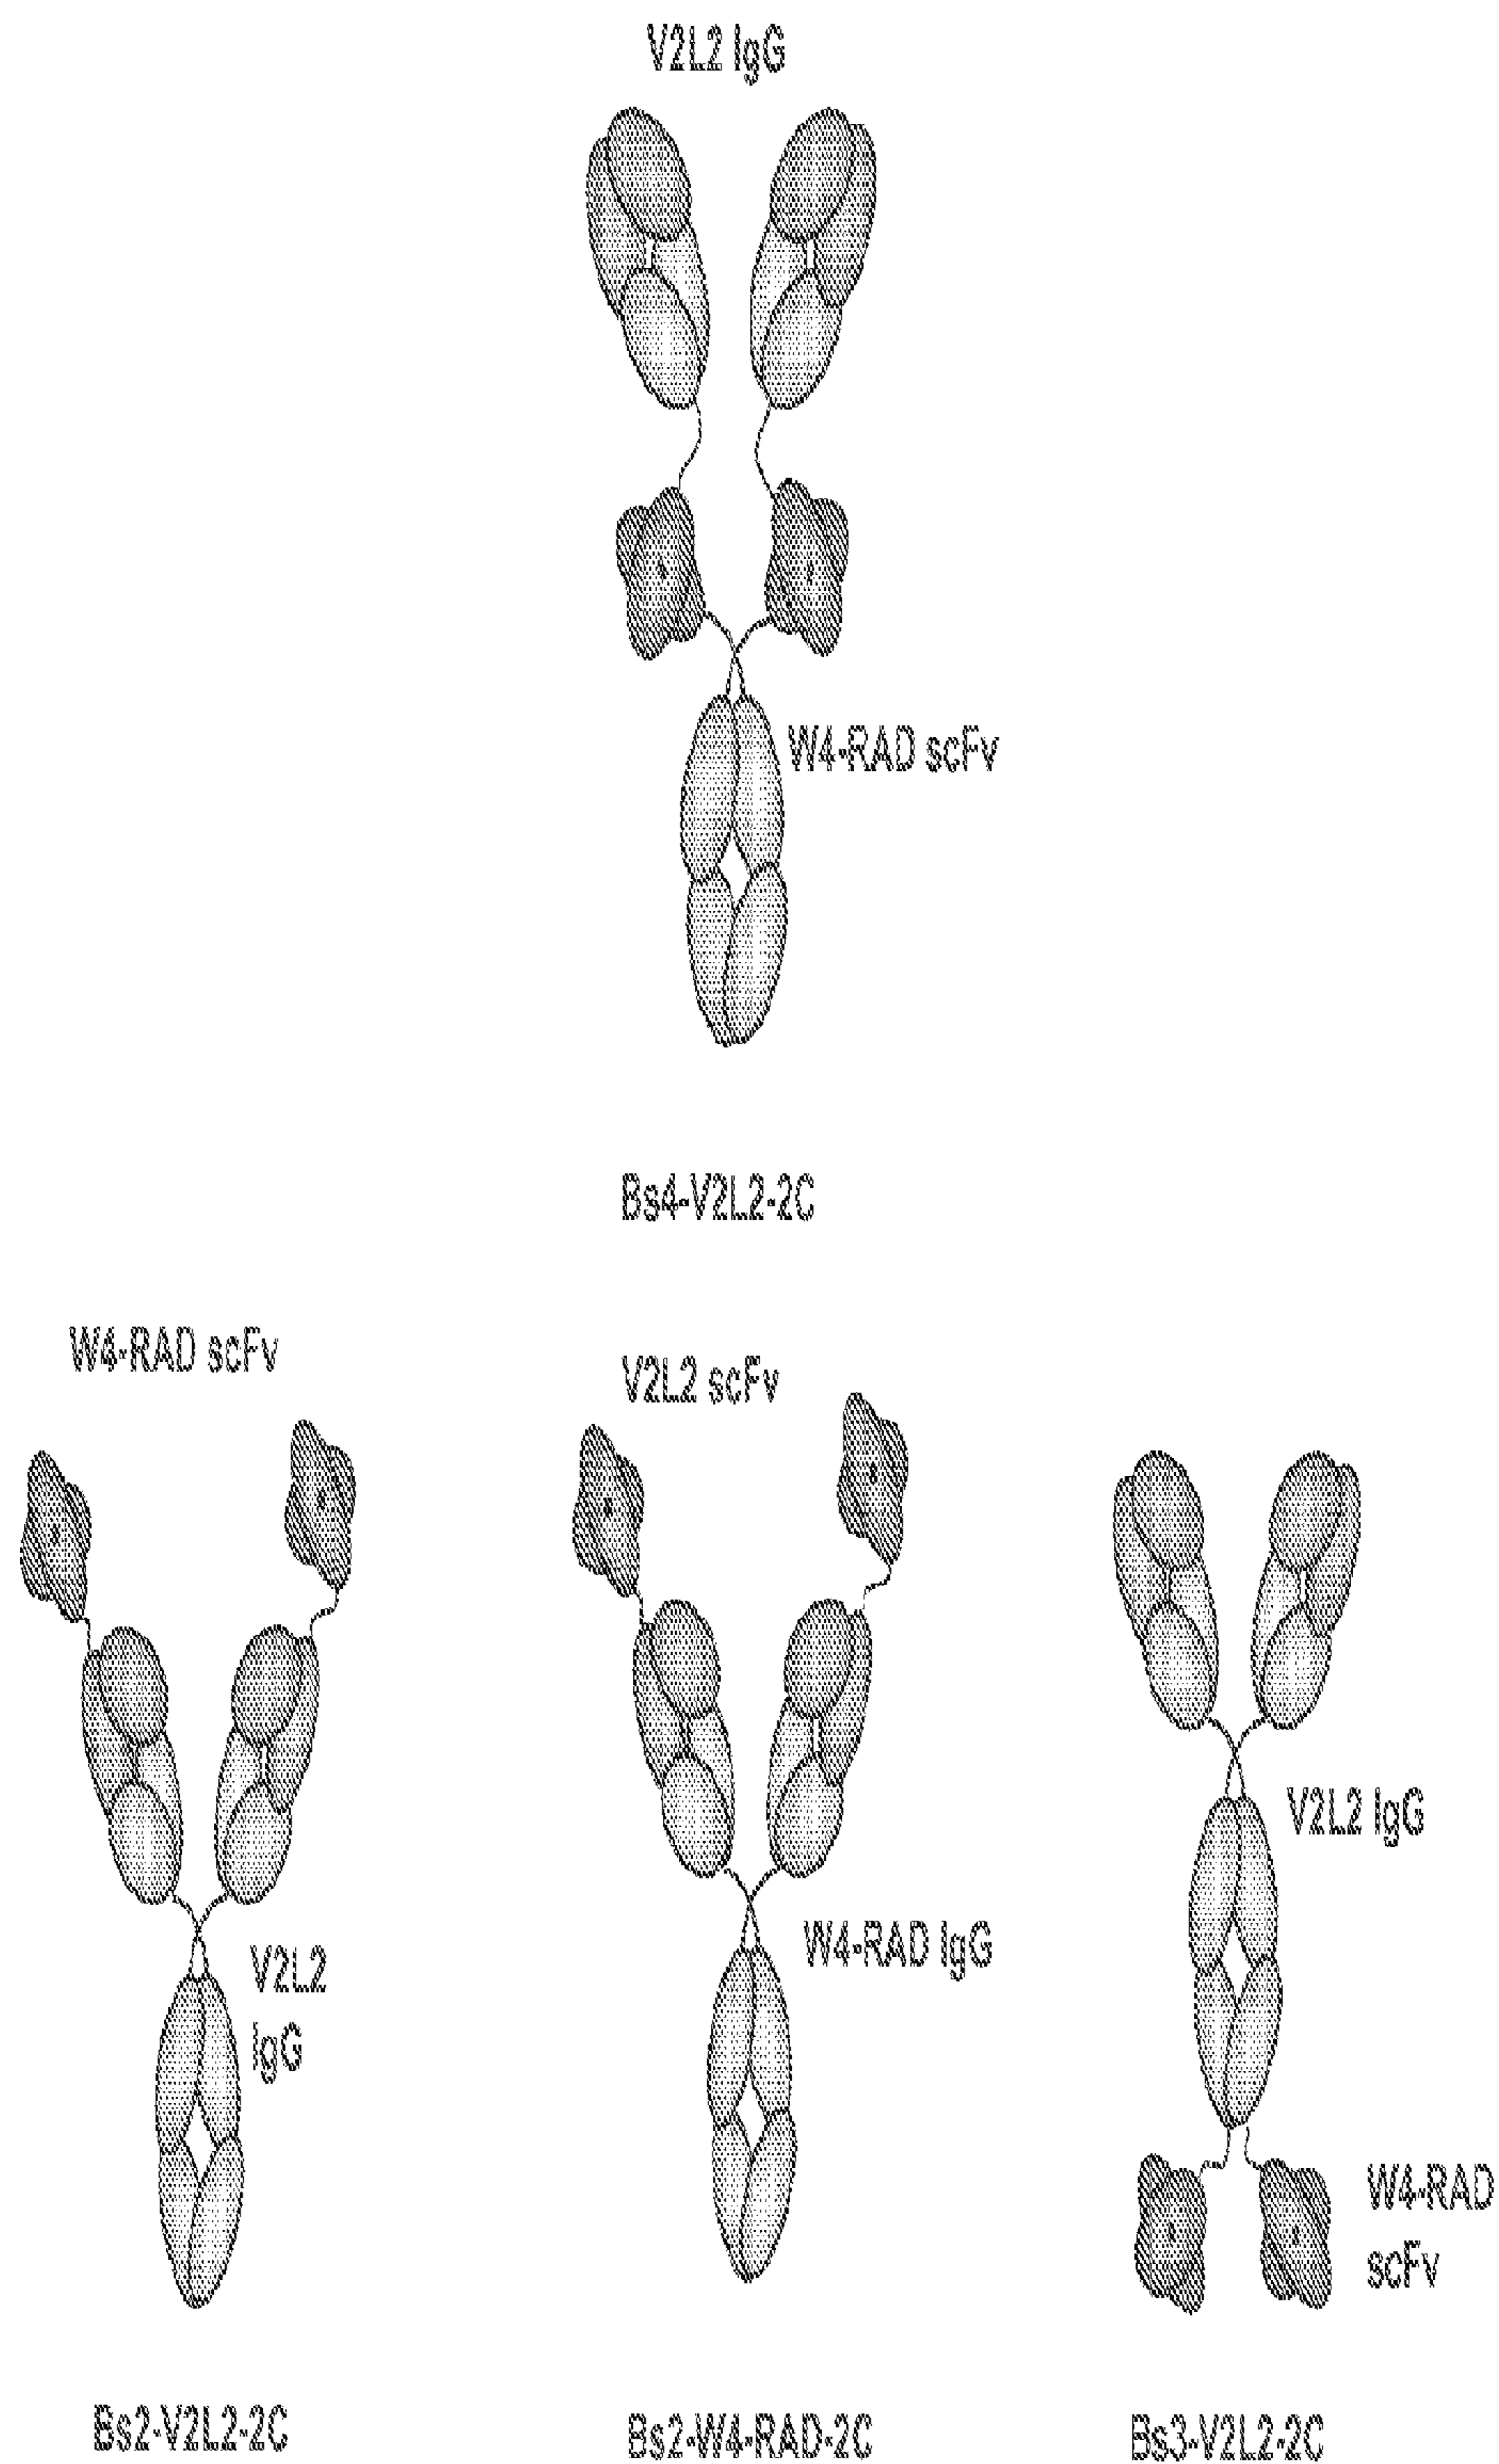 V2L2 IgG
W4-RAD scFv
Bs4-V2L2-2C
W4-RAD scFv
V2L2 scFv
V2L2 IgG
V2L2
IgG
W4-RAD IgG
W4-RAD
scFv
Bs2-V2L2-2C
Bs2-W4-RAD-2C
Bs3-V2L2-2C